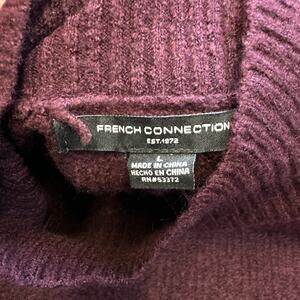 FRENCH CONNECTION
EST.1972
L
MADE IN CHINA
HECHO EN CHINA
RN#53372